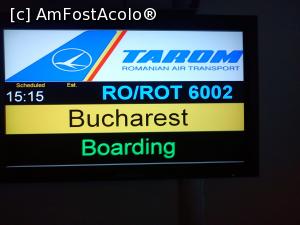 [c] AmFostAcolo®
TAROM
ROMANIAN AIR TRANSPORT
Scheduled Est.
15:15 RO/ROT 6002
Bucharest
Boarding